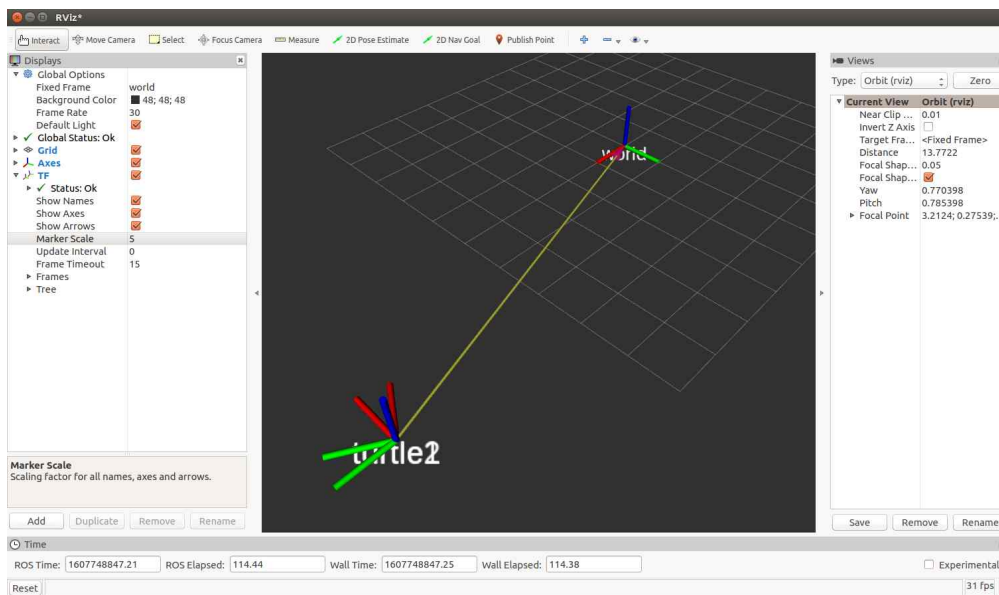 RViz*
Interact Move Camera Select Focus Camera Measure 2D Pose Estimate 2D Nav Goal Publish Point
Displays
Global Options
Fixed Frame world
Background Color 48; 48; 48
Frame Rate 30
Default Light
Global Status: Ok
Grid
Axes
TF
Status: Ok
Show Names
Show Axes
Show Arrows
Marker Scale 5
Update Interval 0
Frame Timeout 15
Frames
Tree
Marker Scale
Scaling factor for all names, axes and arrows.
Add Duplicate Remove Rename
world
turtle2
Views
Type: Orbit (rviz) Zero
Current View Orbit (rviz)
Near Clip ... 0.01
Invert Z Axis
Target Fra... <Fixed Frame>
Distance 13.7722
Focal Shap... 0.05
Focal Shap...
Yaw 0.770398
Pitch 0.785398
Focal Point 3.2124; 0.27539;.
Save Remove Rename
Time
ROS Time: 1607748847.21 ROS Elapsed: 114.44 Wall Time: 1607748847.25 Wall Elapsed: 114.38 Experimental
Reset 31 fps